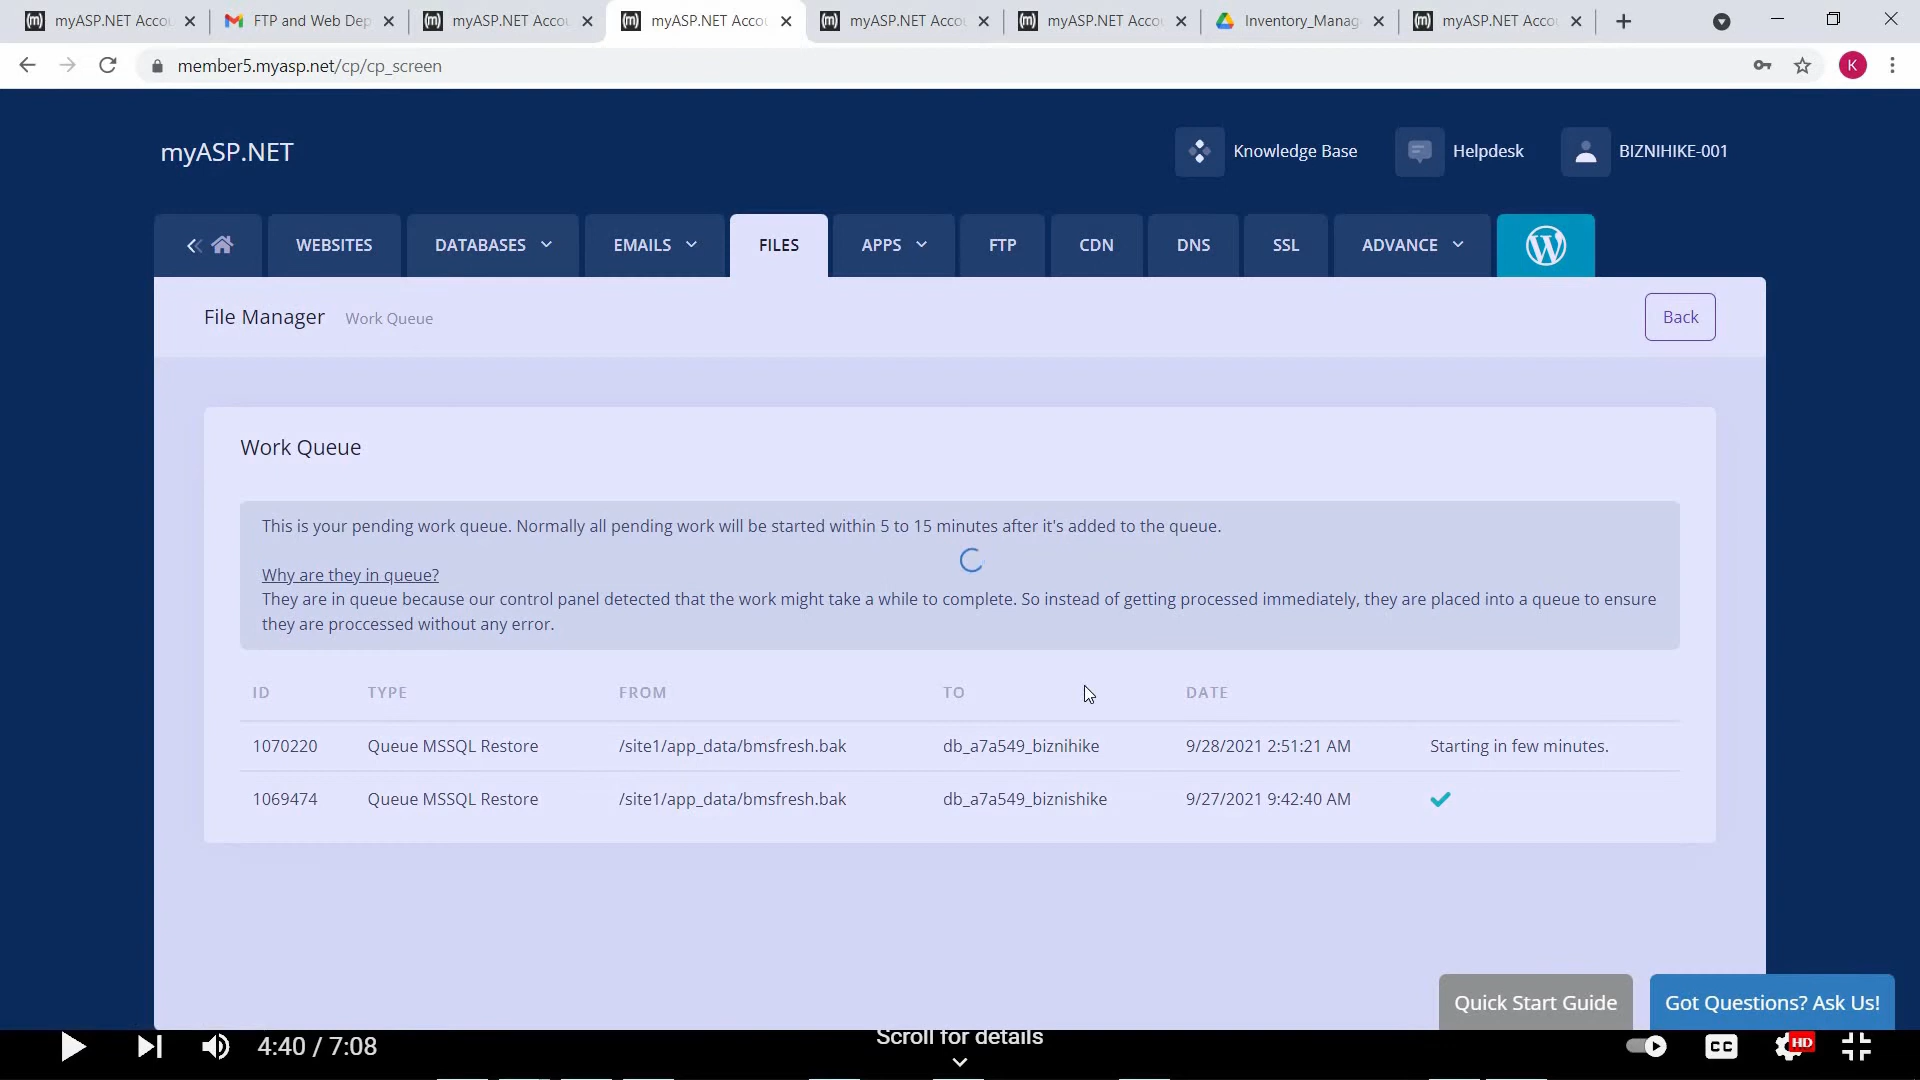 myASP.NET Accou
FTP and Web Dep
myASP.NET Accou
myASP.NET Accou
myASP.NET Accou
myASP.NET Accou
Inventory_Manag
myASP.NET Accou
member5.myasp.net/cp/cp_screen
K
myASP.NET
Knowledge Base
Helpdesk
BIZNIHIKE-001
WEBSITES
DATABASES
EMAILS
FILES
APPS
FTP
CDN
DNS
SSL
ADVANCE
File Manager Work Queue
Back
Work Queue
This is your pending work queue. Normally all pending work will be started within 5 to 15 minutes after it's added to the queue.
Why are they in queue?
They are in queue because our control panel detected that the work might take a while to complete. So instead of getting processed immediately, they are placed into a queue to ensure
they are proccessed without any error.
ID TYPE FROM TO DATE
1070220 Queue MSSQL Restore /site1/app_data/bmsfresh.bak db_a7a549_biznihike 9/28/2021 2:51:21 AM Starting in few minutes.
1069474 Queue MSSQL Restore /site1/app_data/bmsfresh.bak db_a7a549_biznishike 9/27/2021 9:42:40 AM
Quick Start Guide
Got Questions? Ask Us!
4:40 / 7:08
Scroll for details
CC
HD